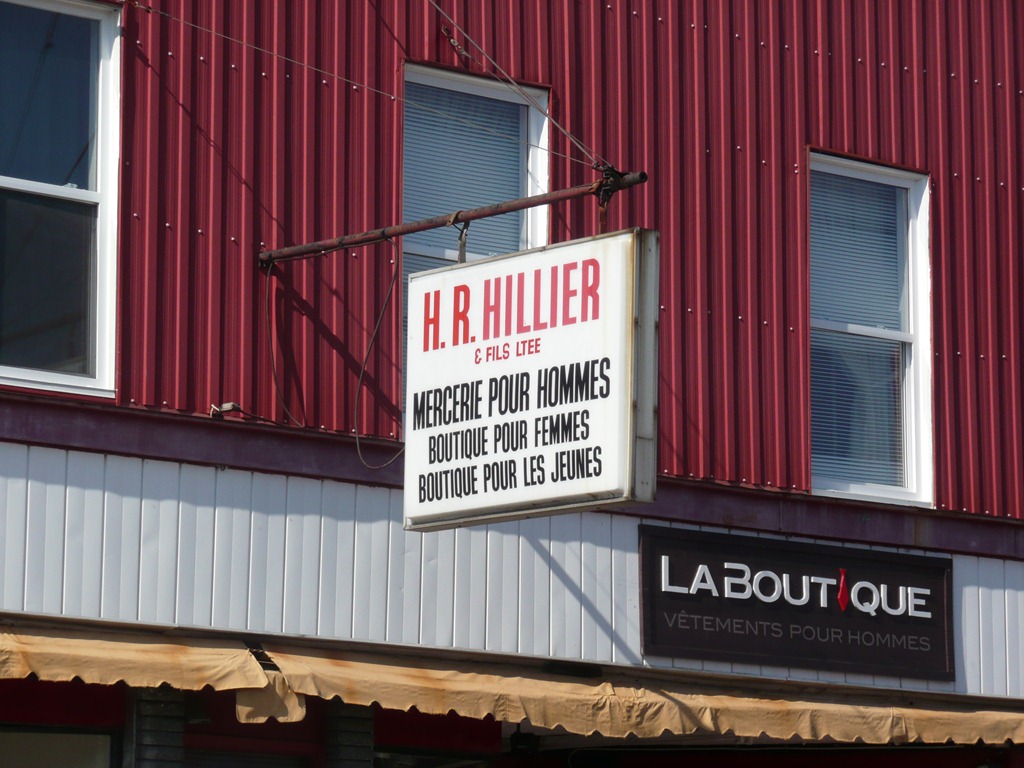 H. R. HILLIER
& FILS LTEE
MERCERIE POUR HOMMES
BOUTIQUE POUR FEMMES
BOUTIQUE POUR LES JEUNES
LABOUTIQUE
VÊTEMENTS POUR HOMMES